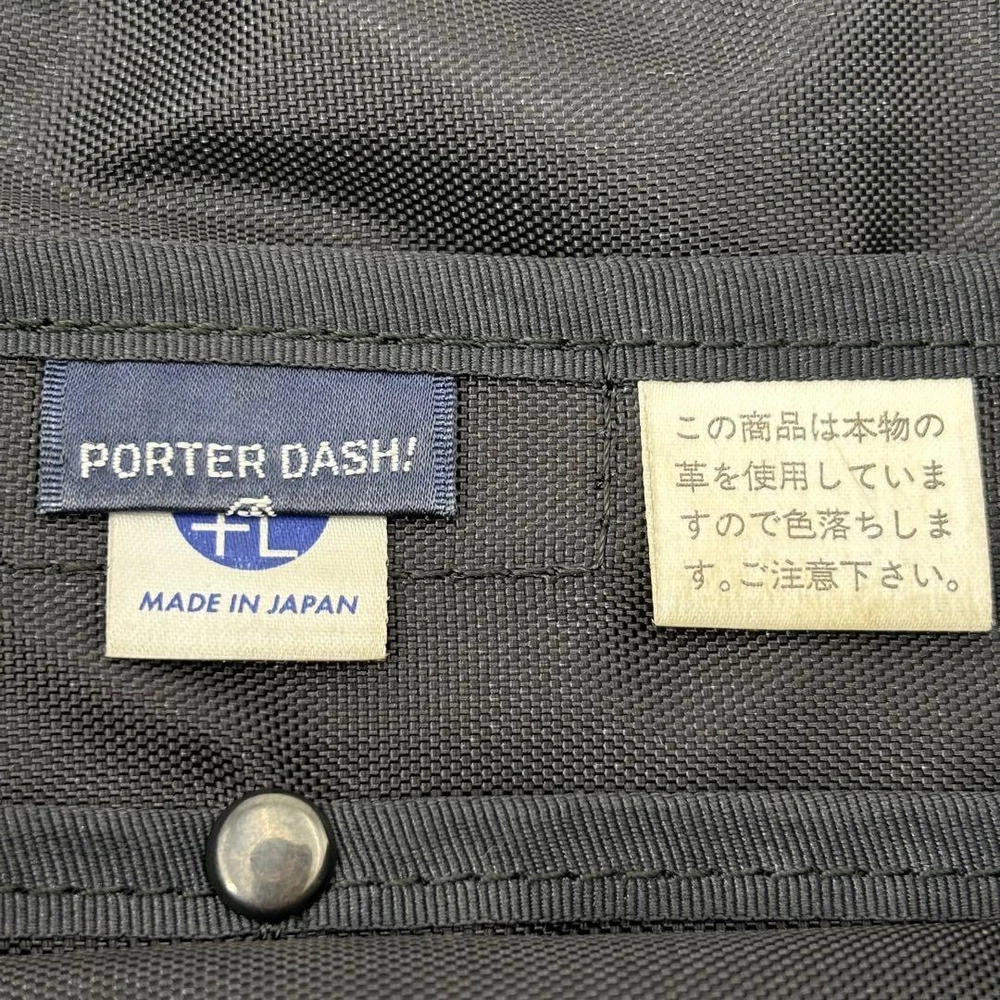 PORTER DASH!
MADE IN JAPAN
この商品は本物の
革を使用していま
すので色落ちしま
す。ご注意下さい。